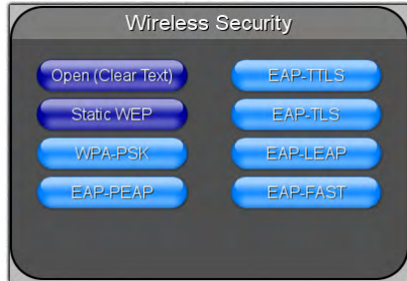 Wireless Security
Open (Clear Text)
EAP-TTLS
Static WEP
EAP-TLS
WPA-PSK
EAP-LEAP
EAP-PEAP
EAP-FAST